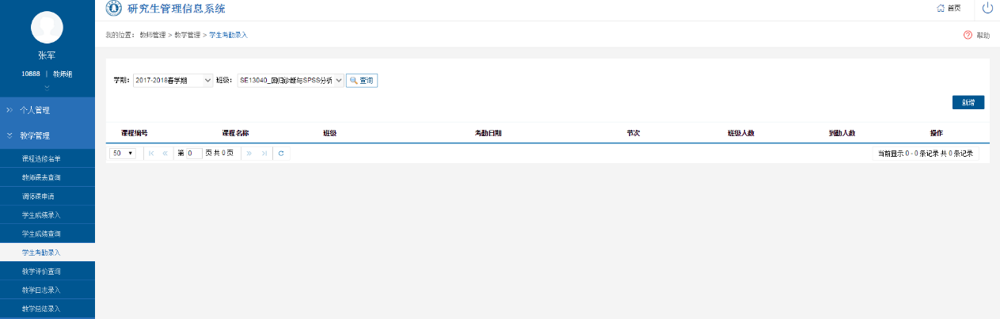 研究生管理信息系统
首页
我的位置： 教师管理 > 教学管理 > 学生考勤录入
帮助
张军
10888 | 教师组
个人管理
教学管理
课程选修名单
教师课表查询
调停课申请
学生成绩录入
学生成绩查询
学生考勤录入
教学评价查询
教学日志录入
教学总结录入
学期: 2017-2018春学期 班级: SE13040_回归诊断与SPSS分析 查询
新增
课程编号 课程名称 班级 考勤日期 节次 班级人数 到勤人数 操作
50 第 0 页 共 0 页 当前显示 0 - 0 条记录 共 0 条记录